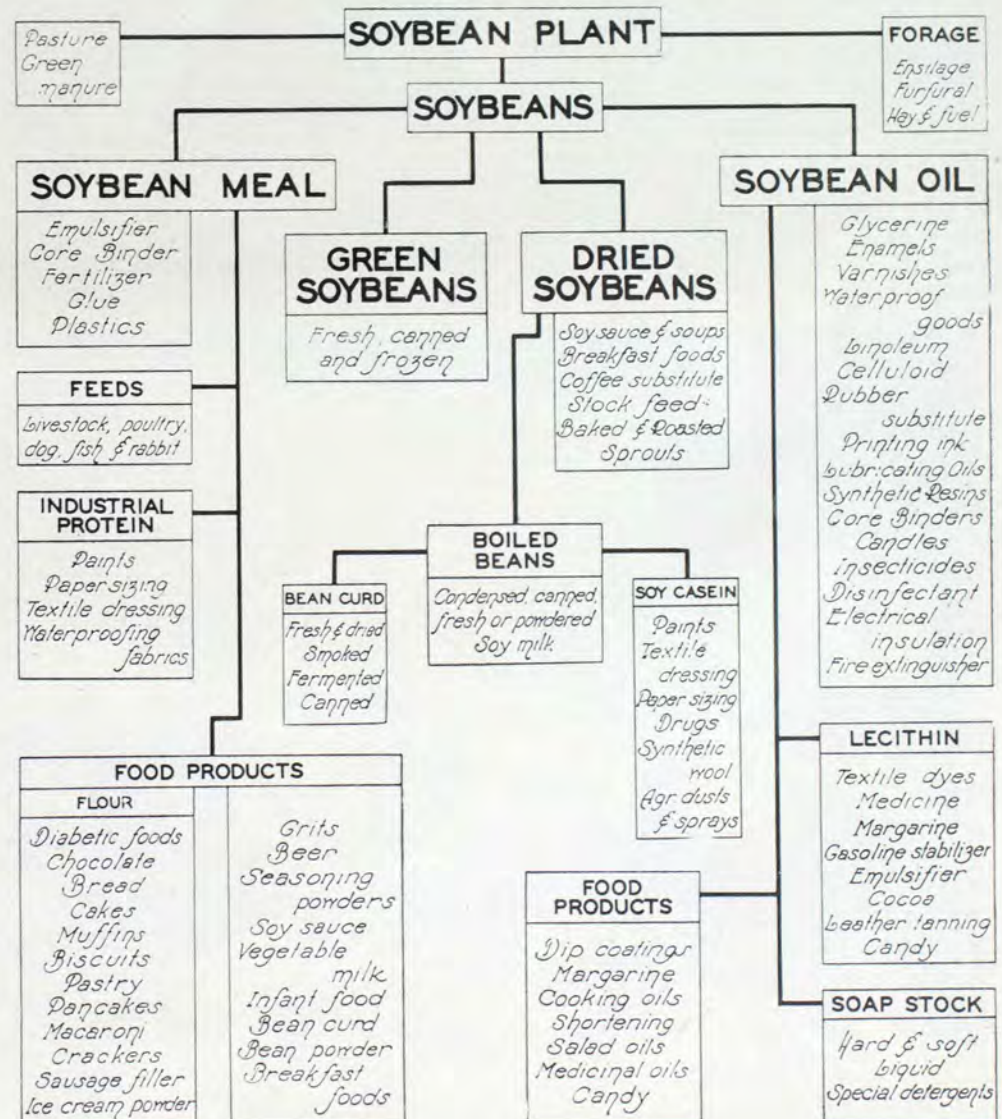 SOYBEAN PLANT
Pasture
Green
manure
FORAGE
Ensilage
Furfural
Hay & fuel
SOYBEANS
SOYBEAN MEAL
Emulsifier
Core Binder
Fertilizer
Glue
Plastics
GREEN
SOYBEANS
Fresh, canned
and frozen
DRIED
SOYBEANS
Soy sauce & soups
Breakfast foods
Coffee substitute
Stock feed
Baked & Roasted
Sprouts
SOYBEAN OIL
Glycerine
Enamels
Varnishes
Waterproof
goods
Linoleum
Celluloid
Rubber
substitute
Printing ink
Lubricating Oils
Synthetic Resins
Core Binders
Candles
Insecticides
Disinfectant
Electrical
insulation
Fire extinguisher
FEEDS
Livestock, poultry,
dog, fish & rabbit
INDUSTRIAL
PROTEIN
Paints
Paper sizing
Textile dressing
Waterproofing
fabrics
BOILED
BEANS
Condensed, canned,
fresh or powdered
Soy milk
BEAN CURD
Fresh & dried
Smoked
Fermented
Canned
SOY CASEIN
Paints
Textile
dressing
Paper sizing
Drugs
Synthetic
wool
Agr. dusts
& sprays
FOOD PRODUCTS
FLOUR
Diabetic foods
Chocolate
Bread
Cakes
Muffins
Biscuits
Pastry
Pancakes
Macaroni
Crackers
Sausage filler
Ice cream powder
Grits
Beer
Seasoning
powders
Soy sauce
Vegetable
milk
Infant food
Bean curd
Bean powder
Breakfast
foods
FOOD
PRODUCTS
Dip coatings
Margarine
Cooking oils
Shortening
Salad oils
Medicinal oils
Candy
LECITHIN
Textile dyes
Medicine
Margarine
Gasoline stabilizer
Emulsifier
Cocoa
Leather tanning
Candy
SOAP STOCK
Hard & soft
Liquid
Special detergents